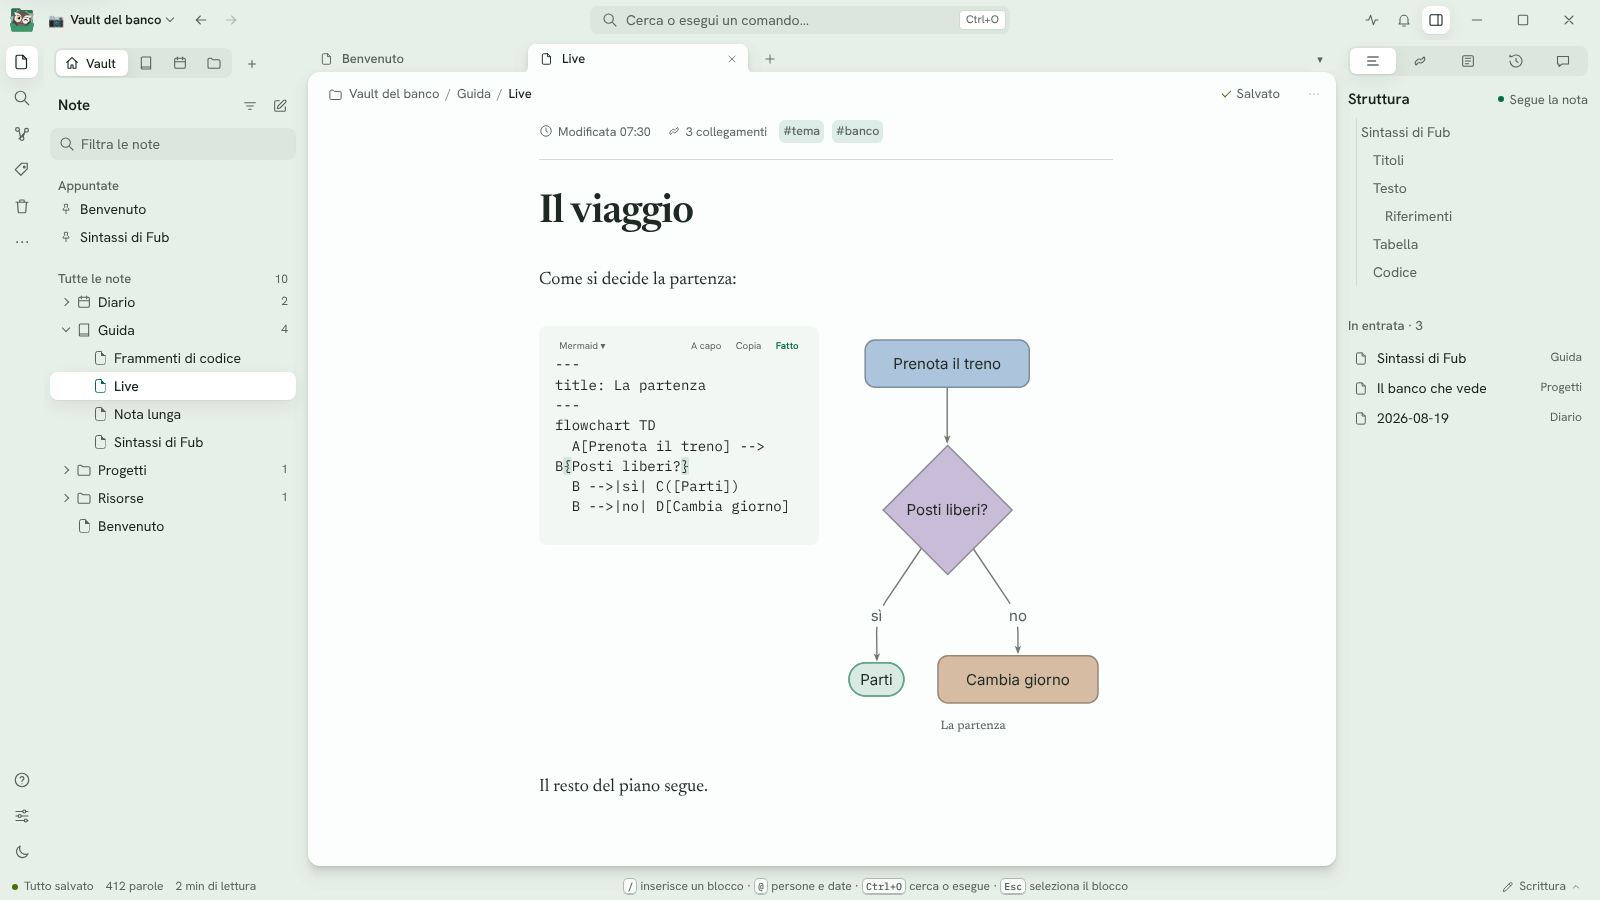 Vault del banco
Cerca o esegui un comando...
Ctrl+O
Vault
Benvenuto
Live
Note
Filtra le note
Appuntate
Benvenuto
Sintassi di Fub
Tutte le note 10
Diario 2
Guida 4
Frammenti di codice
Live
Nota lunga
Sintassi di Fub
Progetti 1
Risorse 1
Benvenuto
Vault del banco / Guida / Live
Salvato
Modificata 07:30 3 collegamenti #tema #banco
Il viaggio
Come si decide la partenza:
Mermaid A capo Copia Fatto
---
title: La partenza
---
flowchart TD
A[Prenota il treno] -->
B{Posti liberi?}
B -->|sì| C([Parti])
B -->|no| D[Cambia giorno]
Prenota il treno
Posti liberi?
sì no
Parti Cambia giorno
La partenza
Il resto del piano segue.
Struttura Segue la nota
Sintassi di Fub
Titoli
Testo
Riferimenti
Tabella
Codice
In entrata · 3
Sintassi di Fub Guida
Il banco che vede Progetti
2026-08-19 Diario
Tutto salvato 412 parole 2 min di lettura
/ inserisce un blocco · @ persone e date · Ctrl+O cerca o esegue · Esc seleziona il blocco
Scrittura